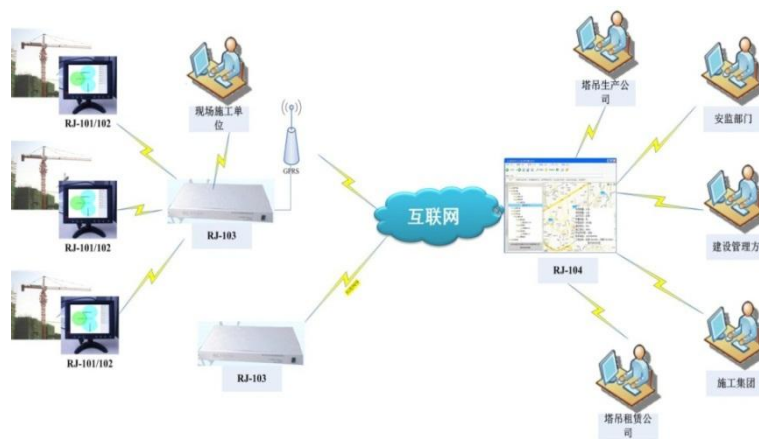 RJ-101/102
现场施工单
位
GPRS
RJ-101/102
RJ-103
RJ-101/102
RJ-103
互联网
RJ-104
塔吊生产公
司
安监部门
建设管理方
施工集团
塔吊租赁公
司